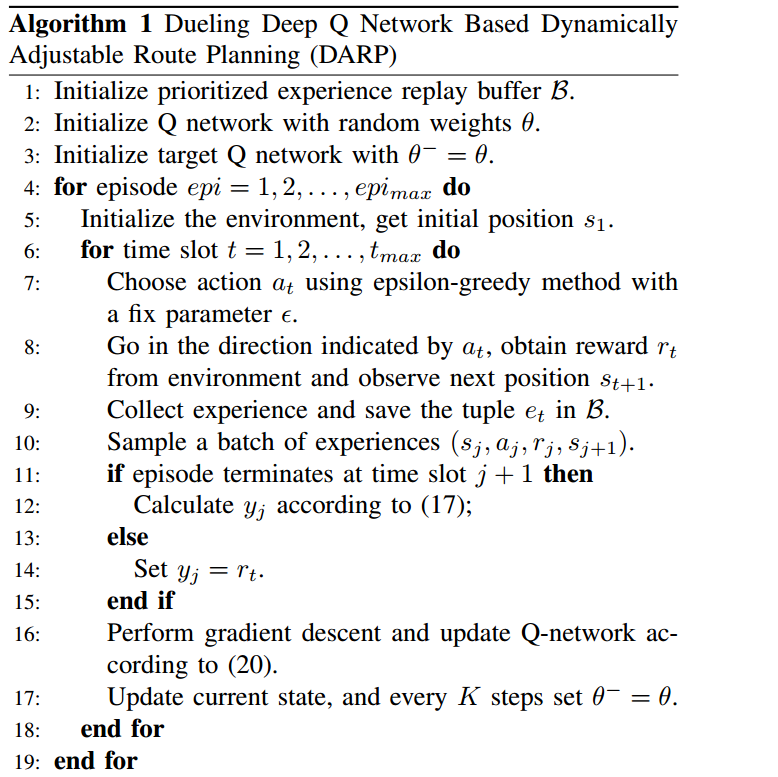 Algorithm 1 Dueling Deep Q Network Based Dynamically
Adjustable Route Planning (DARP)
1: Initialize prioritized experience replay buffer ℬ.
2: Initialize Q network with random weights θ.
3: Initialize target Q network with θ⁻ = θ.
4: for episode epi = 1, 2, . . . , epi_max do
5: Initialize the environment, get initial position s₁.
6: for time slot t = 1, 2, . . . , t_max do
7: Choose action a_t using epsilon-greedy method with
a fix parameter ϵ.
8: Go in the direction indicated by a_t, obtain reward r_t
from environment and observe next position s_{t+1}.
9: Collect experience and save the tuple e_t in ℬ.
10: Sample a batch of experiences (s_j, a_j, r_j, s_{j+1}).
11: if episode terminates at time slot j + 1 then
12: Calculate y_j according to (17);
13: else
14: Set y_j = r_t.
15: end if
16: Perform gradient descent and update Q-network ac-
cording to (20).
17: Update current state, and every K steps set θ⁻ = θ.
18: end for
19: end for